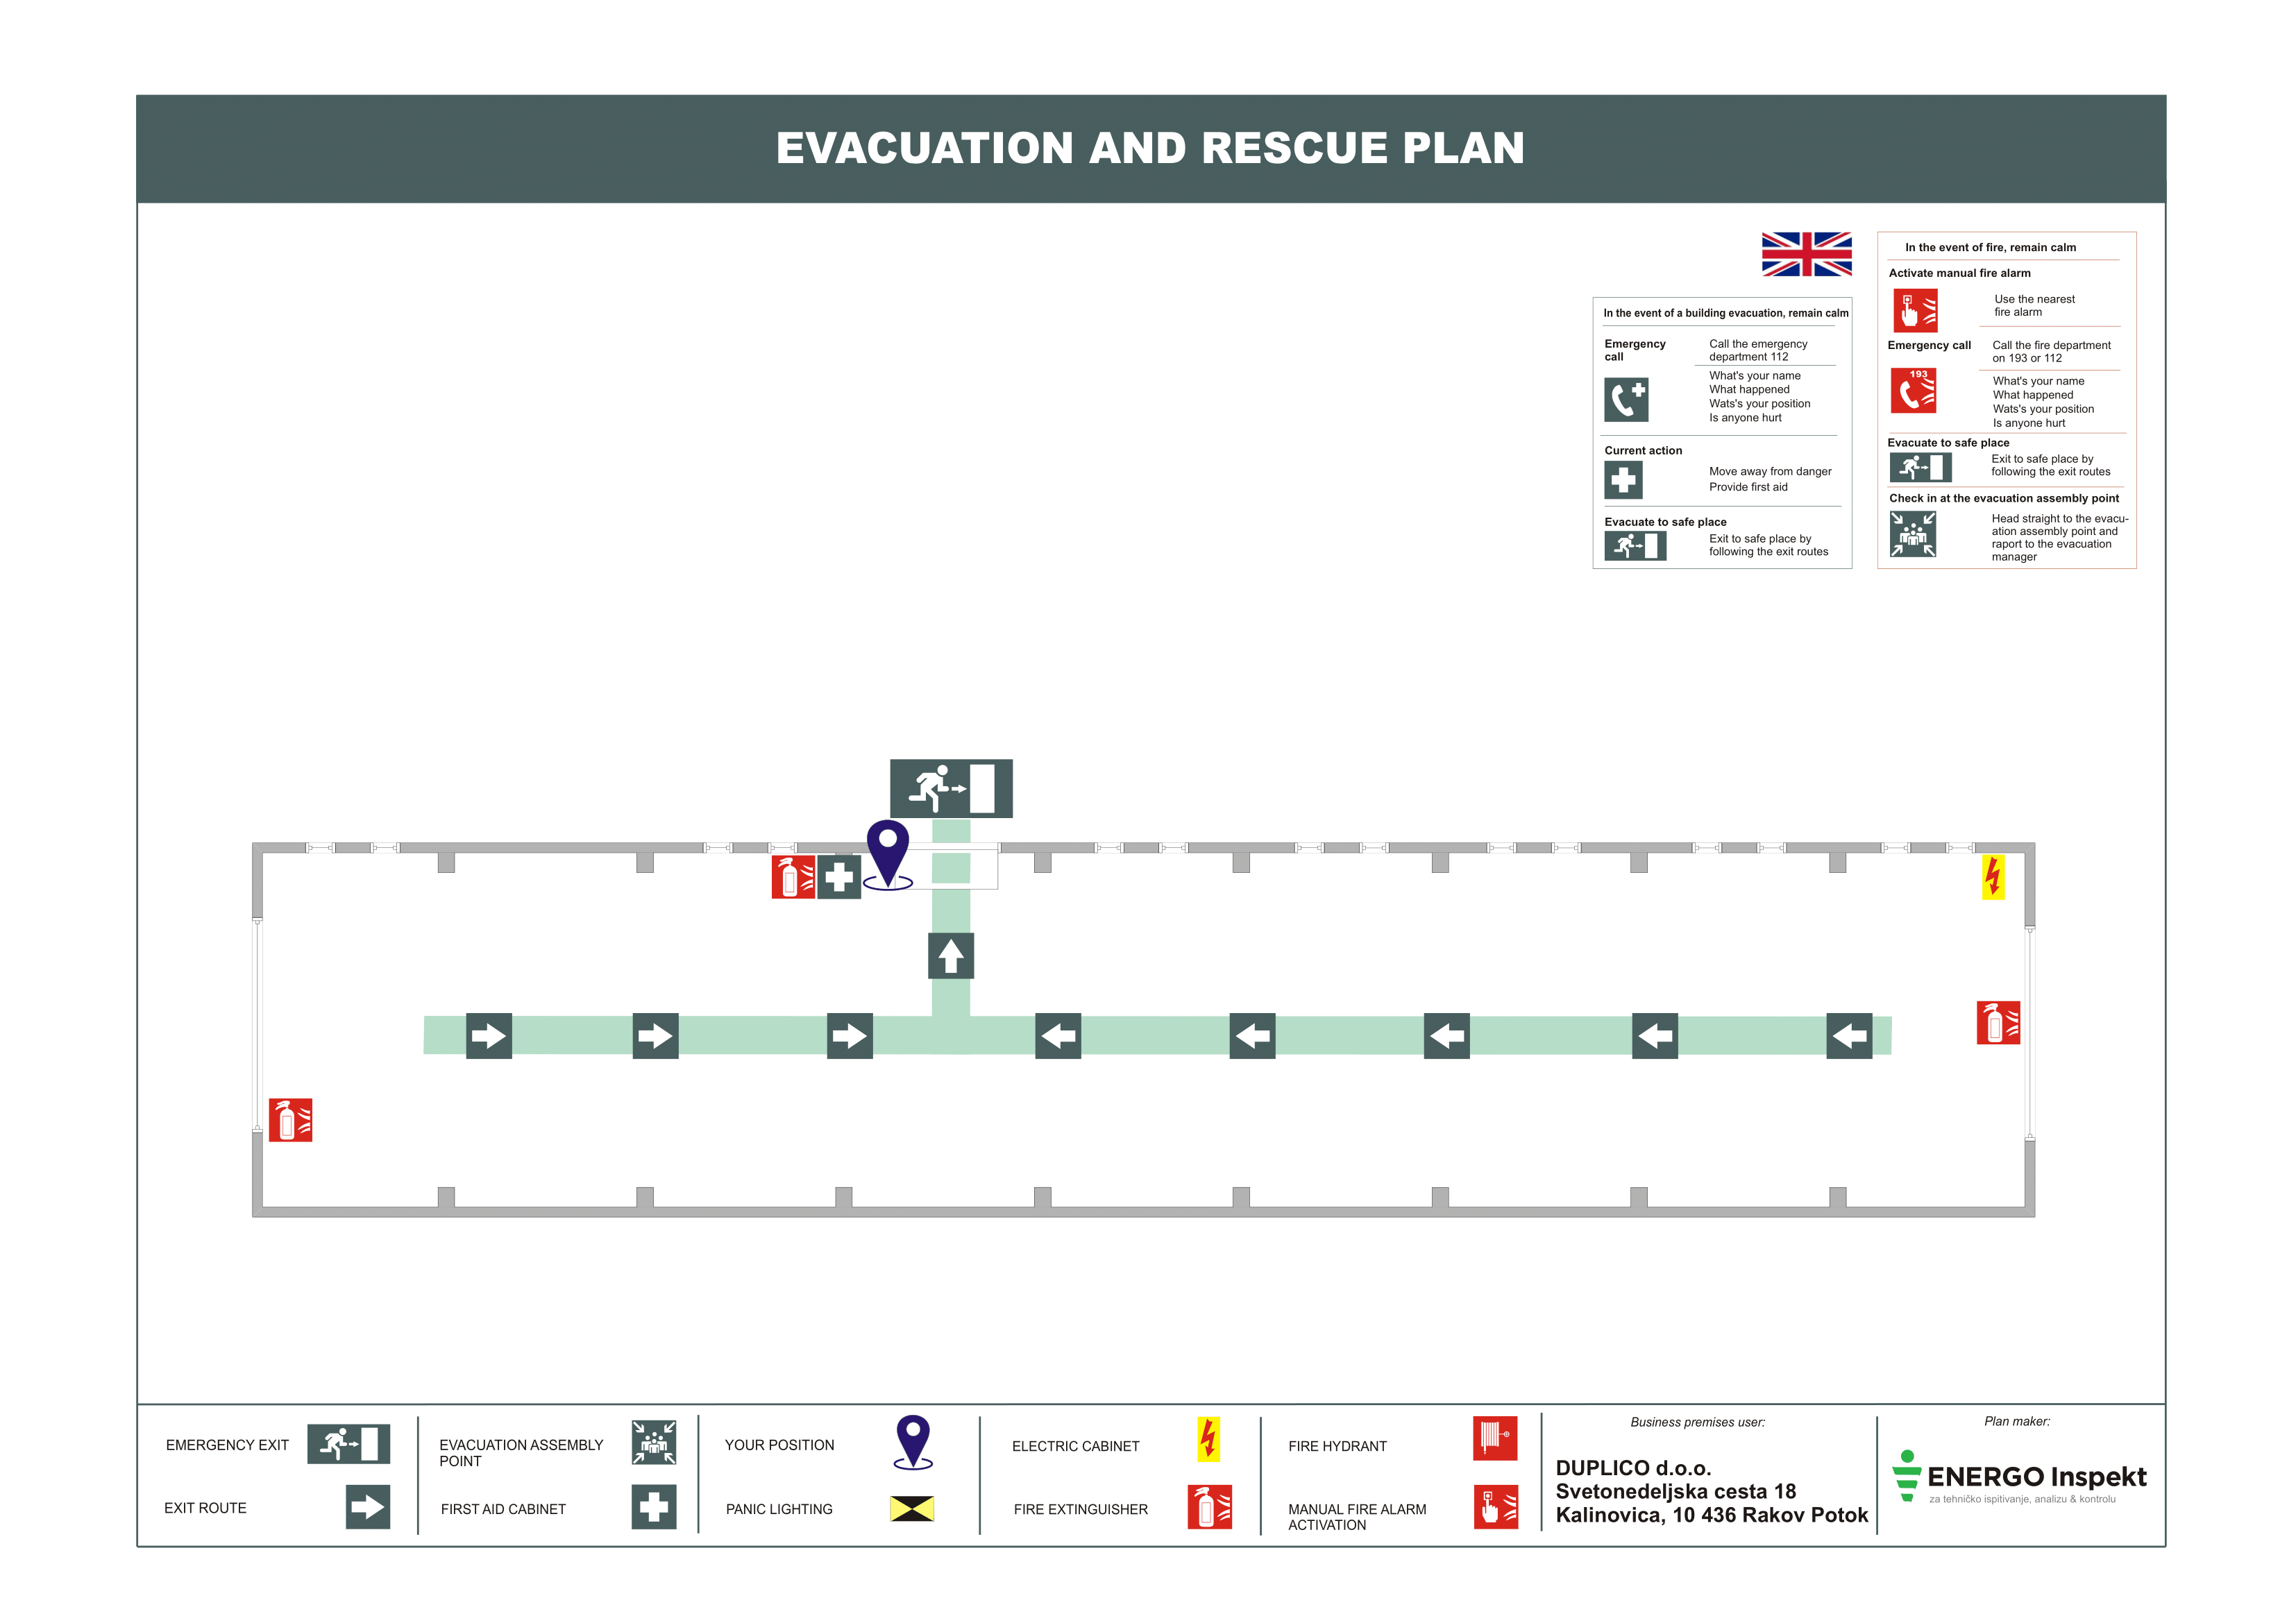 EVACUATION AND RESCUE PLAN
In the event of a building evacuation, remain calm
Emergency
call
Call the emergency
department 112
What's your name
What happened
Wats's your position
Is anyone hurt
Current action
Move away from danger
Provide first aid
Evacuate to safe place
Exit to safe place by
following the exit routes
In the event of fire, remain calm
Activate manual fire alarm
Use the nearest
fire alarm
Emergency call
Call the fire department
on 193 or 112
193
What's your name
What happened
Wats's your position
Is anyone hurt
Evacuate to safe place
Exit to safe place by
following the exit routes
Check in at the evacuation assembly point
Head straight to the evacu-
ation assembly point and
raport to the evacuation
manager
EMERGENCY EXIT
EXIT ROUTE
EVACUATION ASSEMBLY
POINT
FIRST AID CABINET
YOUR POSITION
PANIC LIGHTING
ELECTRIC CABINET
FIRE EXTINGUISHER
FIRE HYDRANT
MANUAL FIRE ALARM
ACTIVATION
Business premises user:
DUPLICO d.o.o.
Svetonedeljska cesta 18
Kalinovica, 10 436 Rakov Potok
Plan maker:
ENERGO Inspekt
za tehničko ispitivanje, analizu & kontrolu